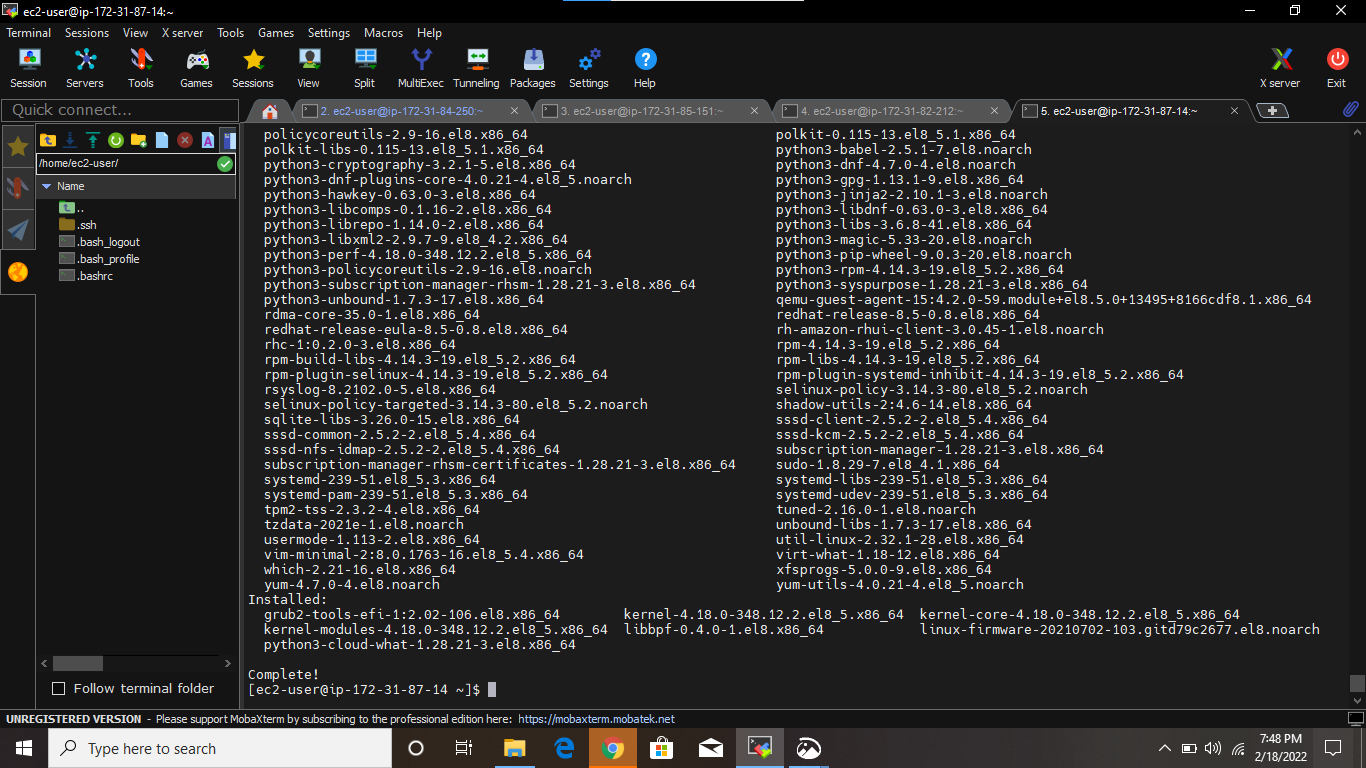 ec2-user@ip-172-31-87-14:~
Terminal Sessions View X server Tools Games Settings Macros Help
Session Servers Tools Games Sessions View Split MultiExec Tunneling Packages Settings Help X server Exit
Quick connect...
2. ec2-user@ip-172-31-84-250:~ 3. ec2-user@ip-172-31-85-151:~ 4. ec2-user@ip-172-31-82-212:~ 5. ec2-user@ip-172-31-87-14:~
/home/ec2-user/
Name
..
.ssh
.bash_logout
.bash_profile
.bashrc
Follow terminal folder
policycoreutils-2.9-16.el8.x86_64 polkit-0.115-13.el8_5.1.x86_64
polkit-libs-0.115-13.el8_5.1.x86_64 python3-babel-2.5.1-7.el8.noarch
python3-cryptography-3.2.1-5.el8.x86_64 python3-dnf-4.7.0-4.el8.noarch
python3-dnf-plugins-core-4.0.21-4.el8_5.noarch python3-gpg-1.13.1-9.el8.x86_64
python3-hawkey-0.63.0-3.el8.x86_64 python3-jinja2-2.10.1-3.el8.noarch
python3-libcomps-0.1.16-2.el8.x86_64 python3-libdnf-0.63.0-3.el8.x86_64
python3-librepo-1.14.0-2.el8.x86_64 python3-libs-3.6.8-41.el8.x86_64
python3-libxml2-2.9.7-9.el8_4.2.x86_64 python3-magic-5.33-20.el8.noarch
python3-perf-4.18.0-348.12.2.el8_5.x86_64 python3-pip-wheel-9.0.3-20.el8.noarch
python3-policycoreutils-2.9-16.el8.noarch python3-rpm-4.14.3-19.el8_5.2.x86_64
python3-subscription-manager-rhsm-1.28.21-3.el8.x86_64 python3-syspurpose-1.28.21-3.el8.x86_64
python3-unbound-1.7.3-17.el8.x86_64 qemu-guest-agent-15:4.2.0-59.module+el8.5.0+13495+8166cdf8.1.x86_64
rdma-core-35.0-1.el8.x86_64 redhat-release-8.5-0.8.el8.x86_64
redhat-release-eula-8.5-0.8.el8.x86_64 rh-amazon-rhui-client-3.0.45-1.el8.noarch
rhc-1:0.2.0-3.el8.x86_64 rpm-4.14.3-19.el8_5.2.x86_64
rpm-build-libs-4.14.3-19.el8_5.2.x86_64 rpm-libs-4.14.3-19.el8_5.2.x86_64
rpm-plugin-selinux-4.14.3-19.el8_5.2.x86_64 rpm-plugin-systemd-inhibit-4.14.3-19.el8_5.2.x86_64
rsyslog-8.2102.0-5.el8.x86_64 selinux-policy-3.14.3-80.el8_5.2.noarch
selinux-policy-targeted-3.14.3-80.el8_5.2.noarch shadow-utils-2:4.6-14.el8.x86_64
sqlite-libs-3.26.0-15.el8.x86_64 sssd-client-2.5.2-2.el8_5.4.x86_64
sssd-common-2.5.2-2.el8_5.4.x86_64 sssd-kcm-2.5.2-2.el8_5.4.x86_64
sssd-nfs-idmap-2.5.2-2.el8_5.4.x86_64 subscription-manager-1.28.21-3.el8.x86_64
subscription-manager-rhsm-certificates-1.28.21-3.el8.x86_64 sudo-1.8.29-7.el8_4.1.x86_64
systemd-239-51.el8_5.3.x86_64 systemd-libs-239-51.el8_5.3.x86_64
systemd-pam-239-51.el8_5.3.x86_64 systemd-udev-239-51.el8_5.3.x86_64
tpm2-tss-2.3.2-4.el8.x86_64 tuned-2.16.0-1.el8.noarch
tzdata-2021e-1.el8.noarch unbound-libs-1.7.3-17.el8.x86_64
usermode-1.113-2.el8.x86_64 util-linux-2.32.1-28.el8.x86_64
vim-minimal-2:8.0.1763-16.el8_5.4.x86_64 virt-what-1.18-12.el8.x86_64
which-2.21-16.el8.x86_64 xfsprogs-5.0.0-9.el8.x86_64
yum-4.7.0-4.el8.noarch yum-utils-4.0.21-4.el8_5.noarch
Installed:
grub2-tools-efi-1:2.02-106.el8.x86_64 kernel-4.18.0-348.12.2.el8_5.x86_64 kernel-core-4.18.0-348.12.2.el8_5.x86_64
kernel-modules-4.18.0-348.12.2.el8_5.x86_64 libbpf-0.4.0-1.el8.x86_64 linux-firmware-20210702-103.gitd79c2677.el8.noarch
python3-cloud-what-1.28.21-3.el8.x86_64
Complete!
[ec2-user@ip-172-31-87-14 ~]$
UNREGISTERED VERSION - Please support MobaXterm by subscribing to the professional edition here: https://mobaxterm.mobatek.net
Type here to search
7:48 PM
2/18/2022